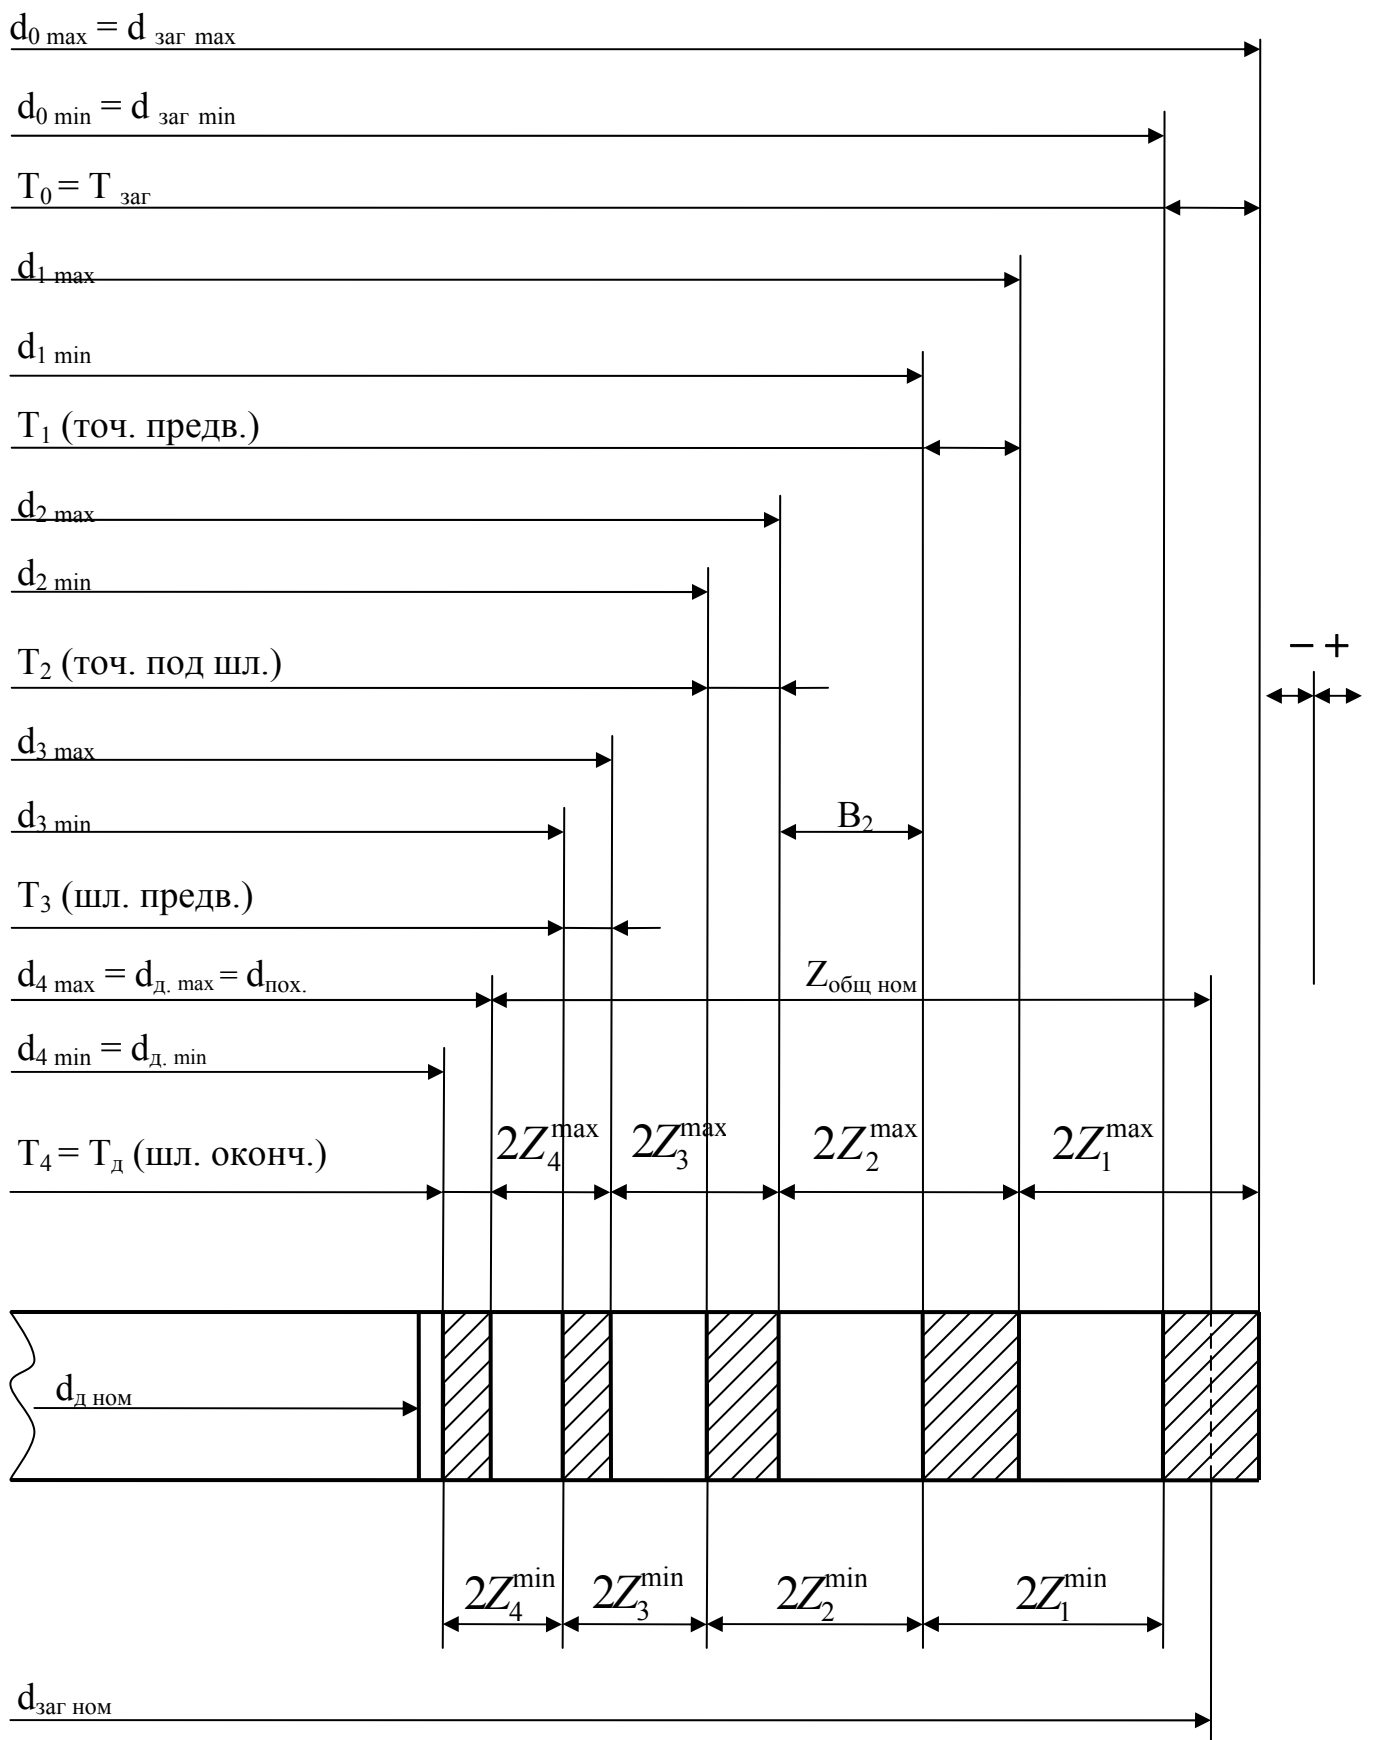 d0 max = d заг max
d0 min = d заг min
T0 = T заг
d1 max
d1 min
T1 (точ. предв.)
d2 max
d2 min
− +
T2 (точ. под шл.)
d3 max
d3 min
B2
T3 (шл. предв.)
d4 max = dд. max = dпох.
Zобщ ном
d4 min = dд. min
T4 = Tд (шл. оконч.)
2Z4max 2Z3max 2Z2max 2Z1max
dд ном
2Z4min 2Z3min 2Z2min 2Z1min
dзаг ном